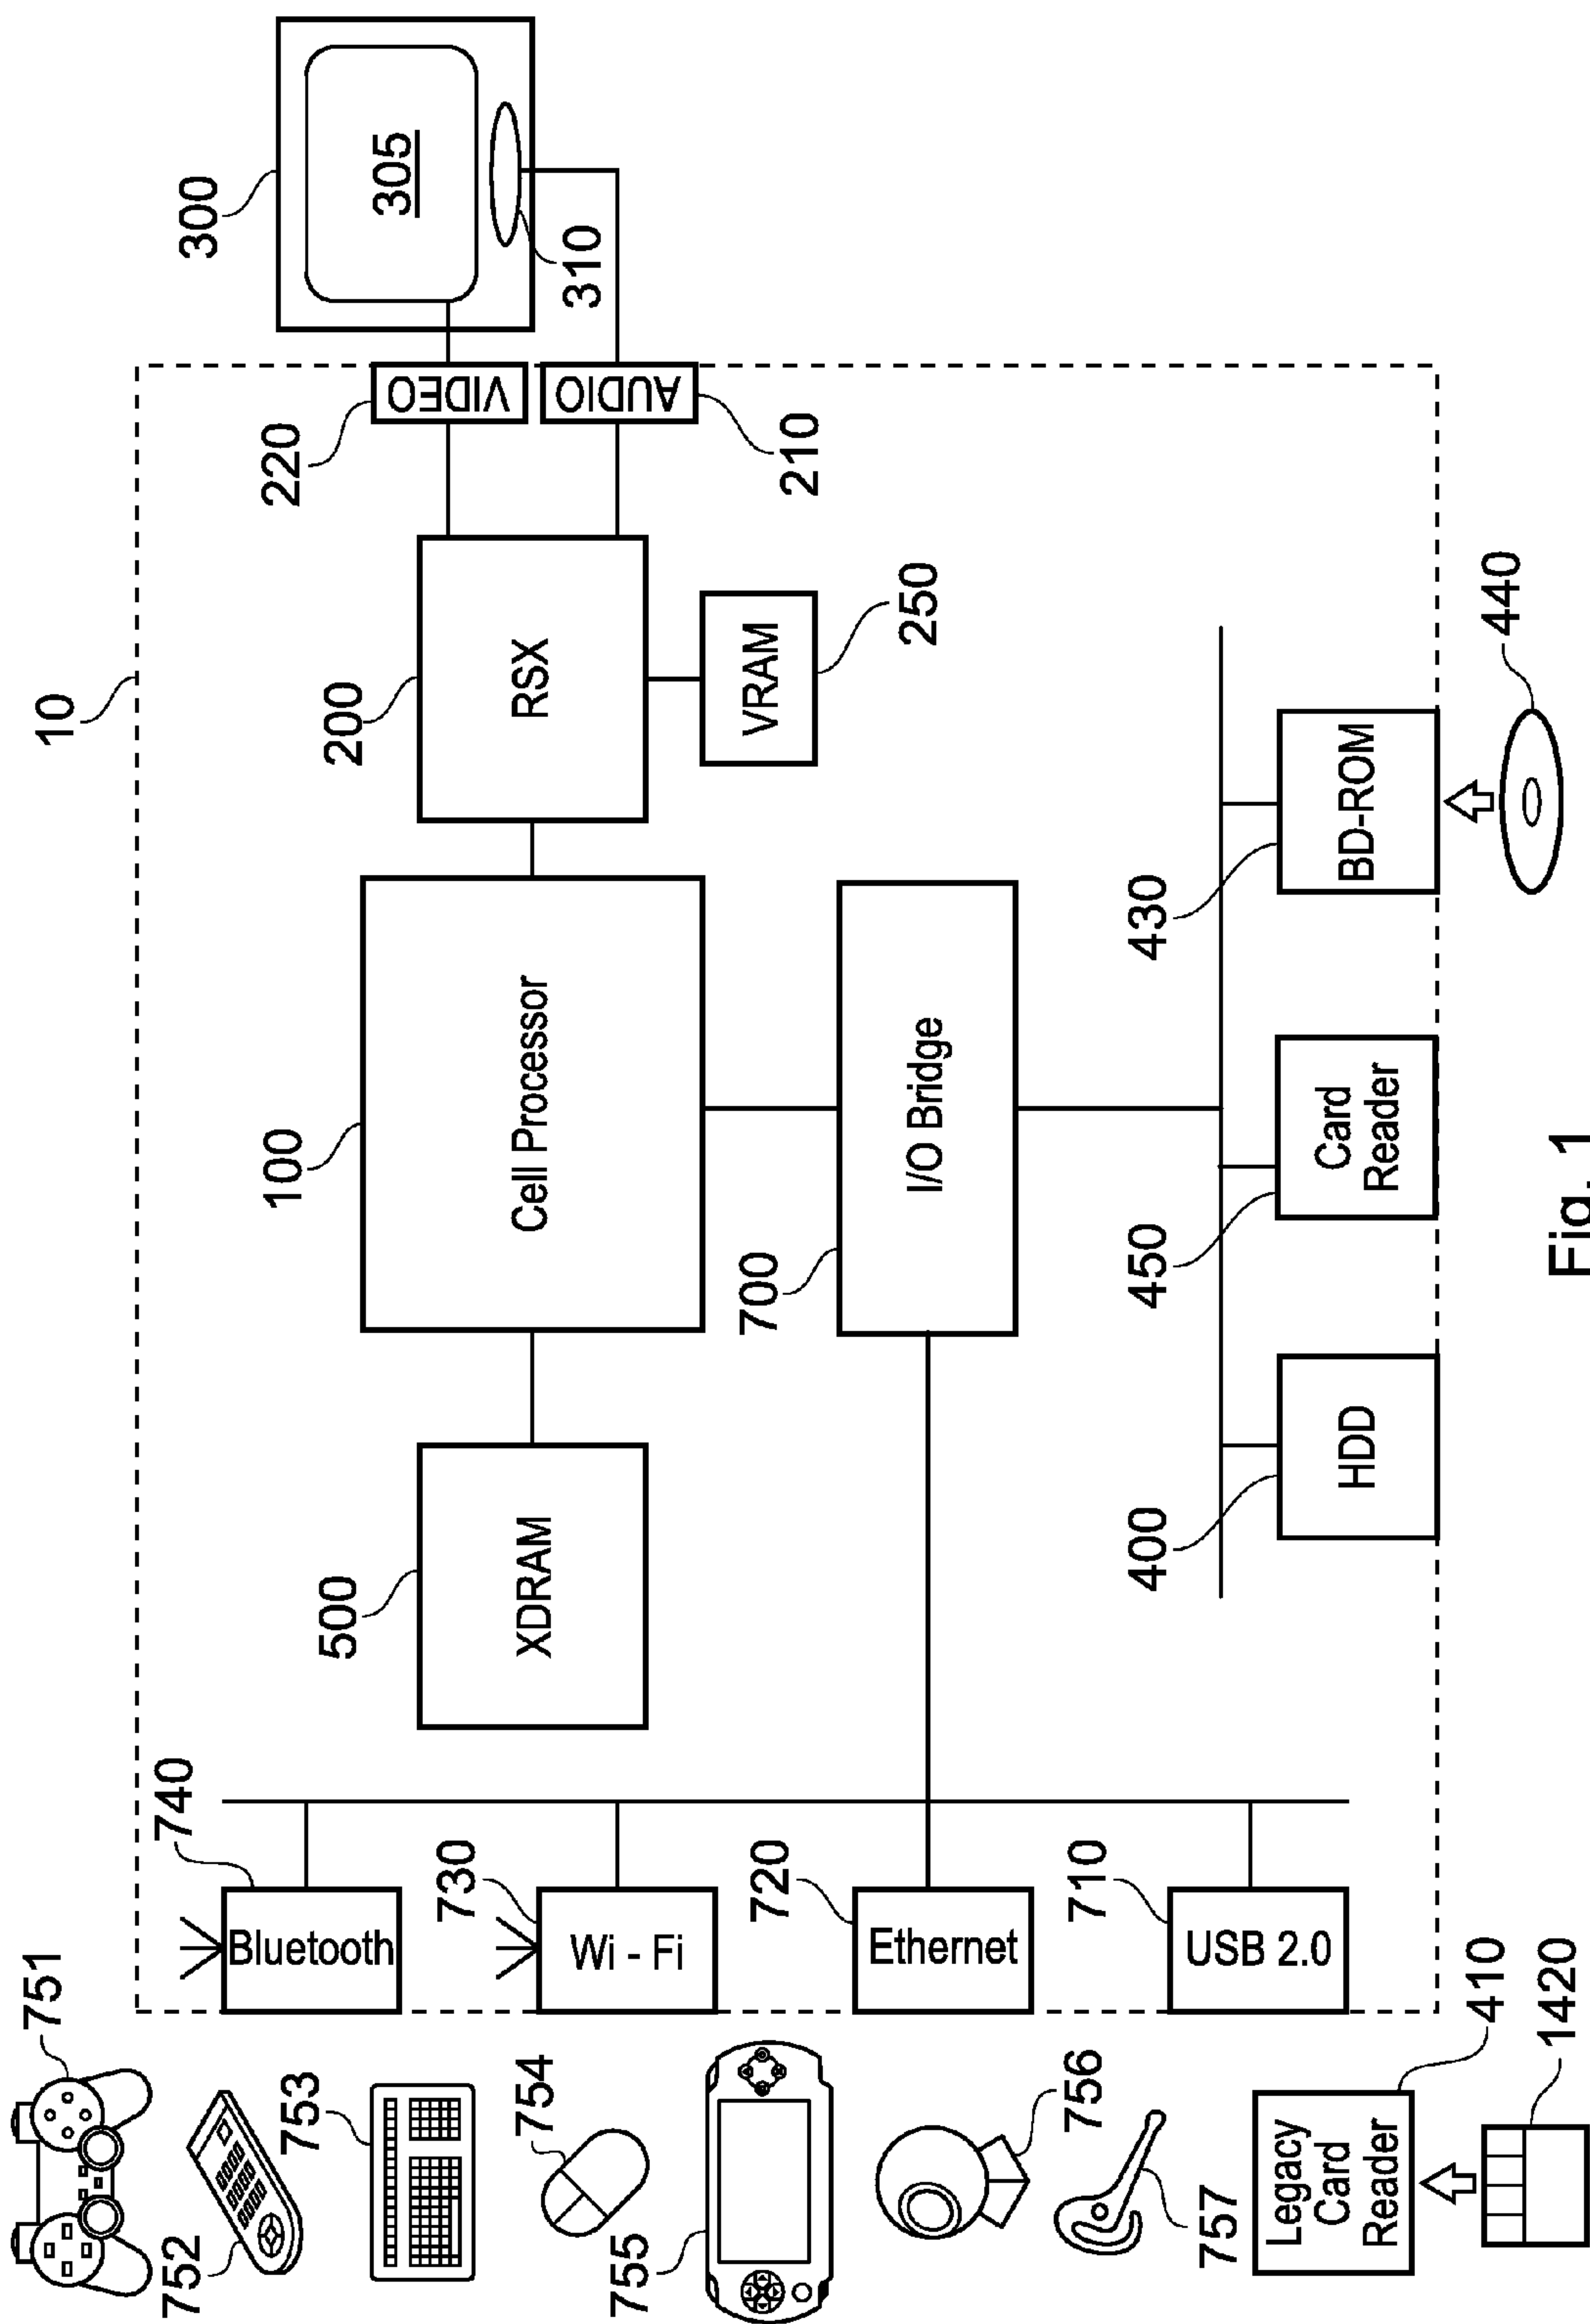 10
751
752
740
300
753
Bluetooth
100
220
500
200
305
VIDEO
730
754
XDRAM
Cell Processor
RSX
310
Wi - Fi
AUDIO
755
720
700
VRAM
210
Ethernet
I/O Bridge
250
756
710
757
400
450
430
USB 2.0
Legacy
Card
Reader
HDD
Card
Reader
BD-ROM
410
440
1420
Fig. 1